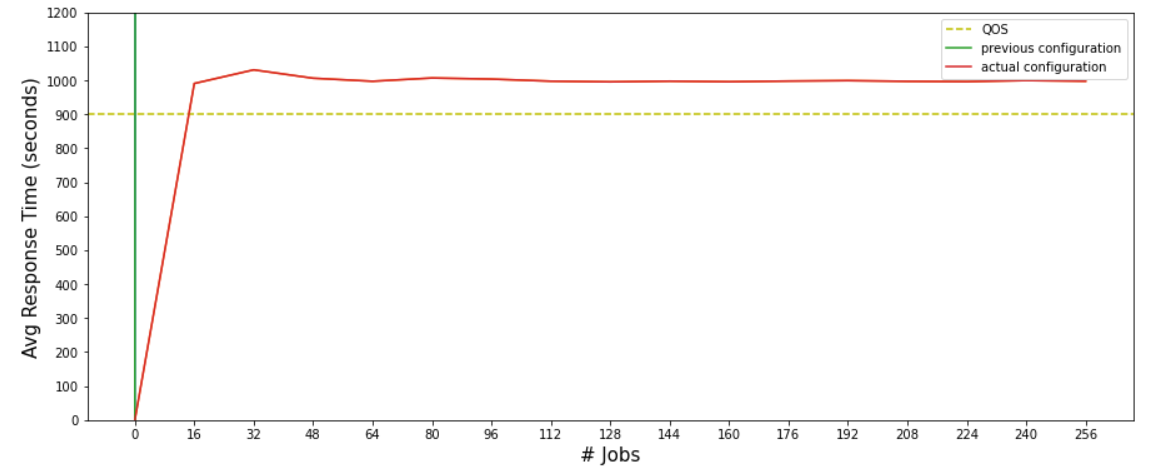 1200
1100
1000
900
800
700
600
500
400
300
200
100
0
Avg Response Time (seconds)
QOS
previous configuration
actual configuration
0 16 32 48 64 80 96 112 128 144 160 176 192 208 224 240 256
# Jobs